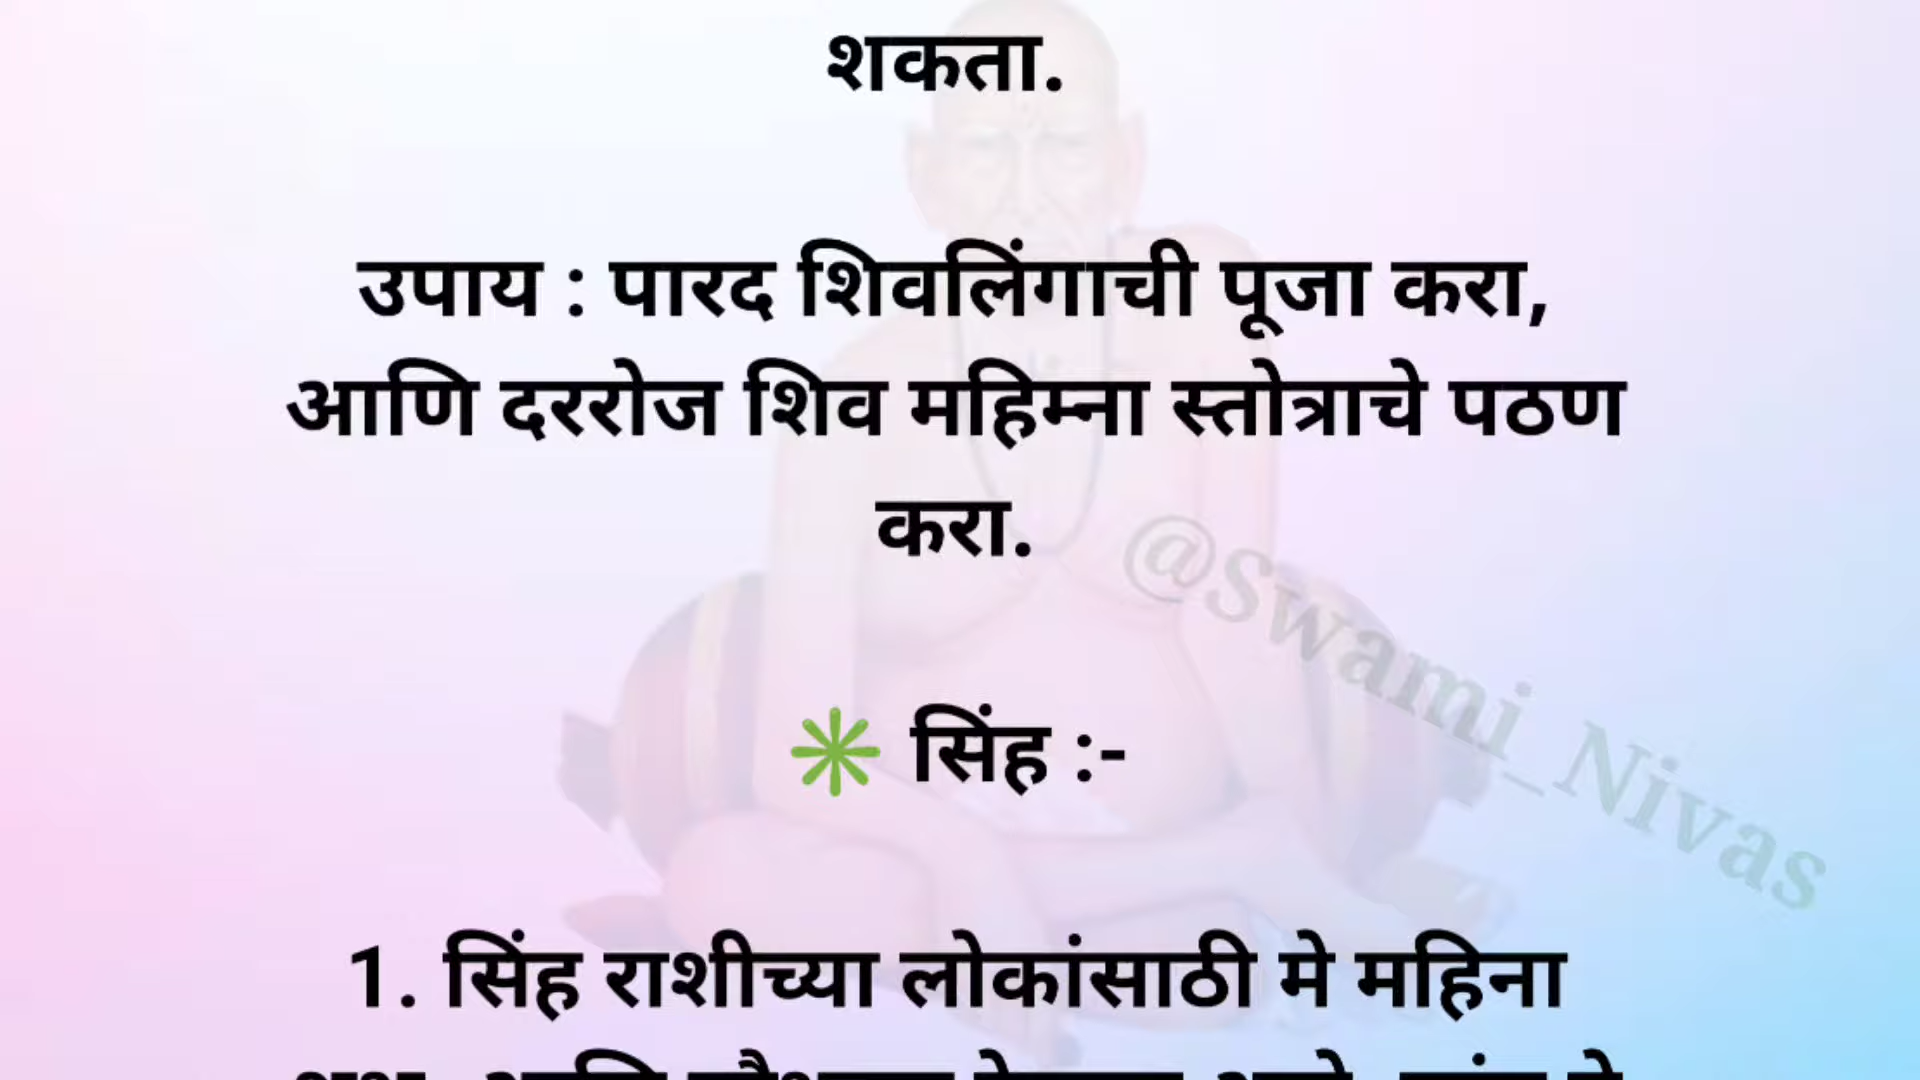 शकता.
उपाय : पारद शिवलिंगाची पूजा करा,
आणि दररोज शिव महिम्ना स्तोत्राचे पठण
करा.
@Swami_Nivas
✳ सिंह :-
1. सिंह राशीच्या लोकांसाठी मे महिना